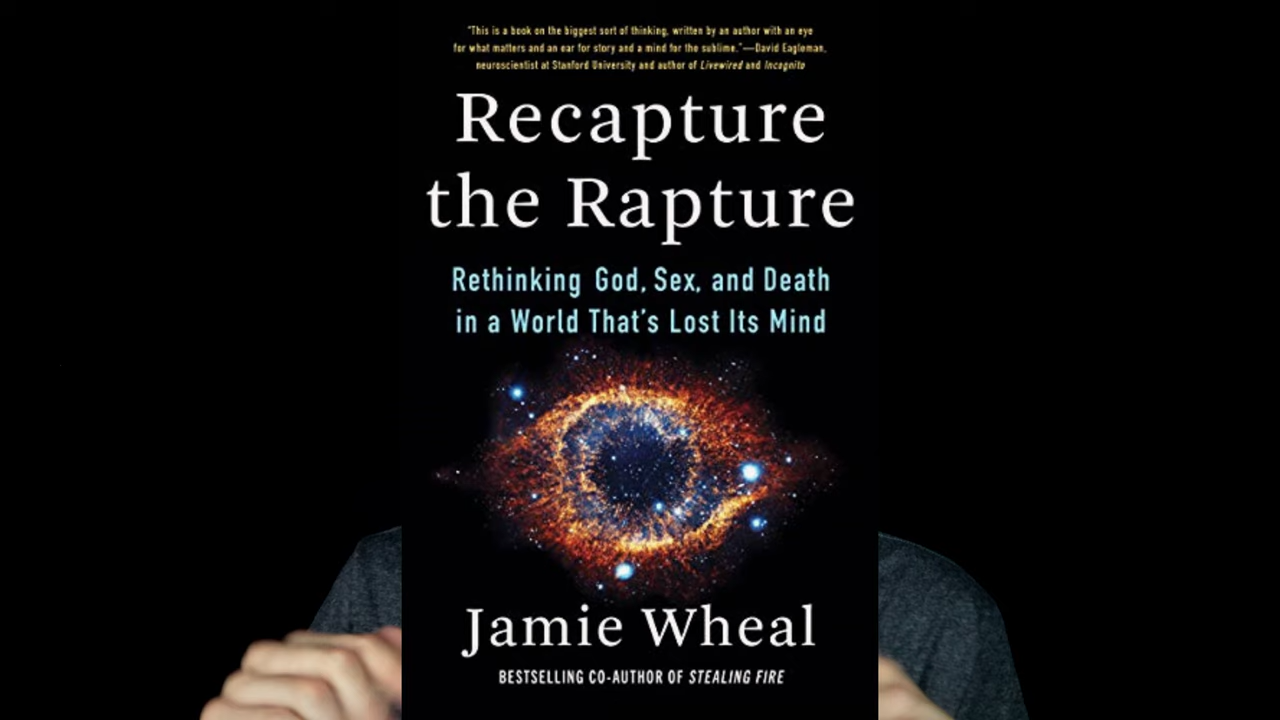 "This is a book on the biggest sort of thinking, written by an author with an eye
for what matters and an ear for story and a mind for the sublime."—David Eagleman,
neuroscientist at Stanford University and author of Livewired and Incognito
Recapture
the Rapture
Rethinking God, Sex, and Death
in a World That's Lost Its Mind
Jamie Wheal
BESTSELLING CO-AUTHOR OF STEALING FIRE